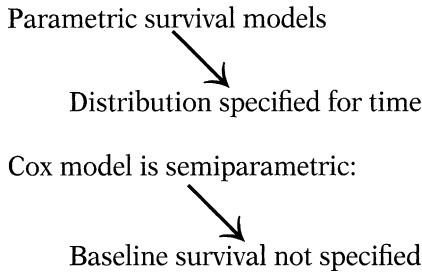 Parametric survival models
Distribution specified for time
Cox model is semiparametric:
Baseline survival not specified